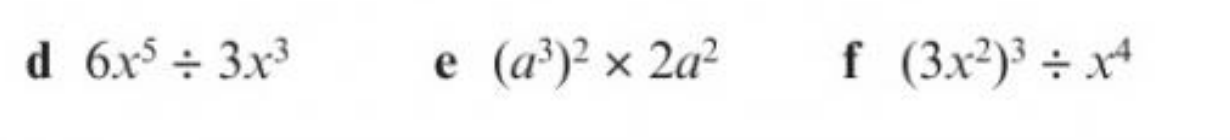 d 6x⁵ ÷ 3x³ e (a³)² × 2a² f (3x²)³ ÷ x⁴